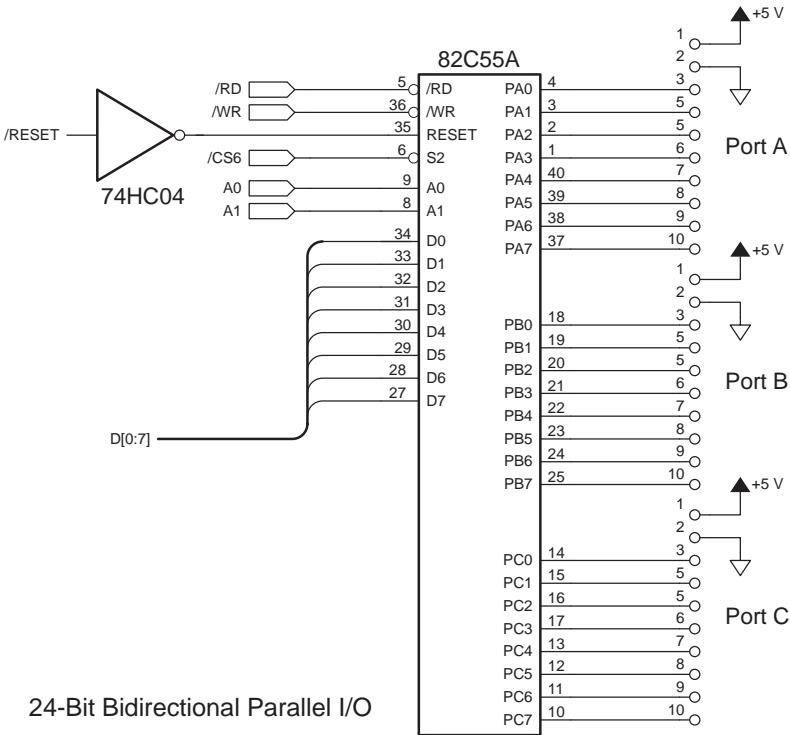 +5 V
1
2
82C55A
/RD 5 /RD PA0 4 3
/WR 36 /WR PA1 3 5
/RESET 35 RESET PA2 2 5
Port A
/CS6 6 S2 PA3 1 6
74HC04
PA4 40 7
A0 9 A0 PA5 39 8
A1 8 A1 PA6 38 9
PA7 37 10
+5 V
34 D0
33 D1
1
32 D2
2
31 D3 PB0 18 3
30 D4 PB1 19 5
29 D5 PB2 20 5
28 D6 PB3 21 6
Port B
27 D7 PB4 22 7
D[0:7] PB5 23 8
PB6 24 9
PB7 25 10
+5 V
1
2
PC0 14 3
PC1 15 5
PC2 16 5
Port C
PC3 17 6
PC4 13 7
PC5 12 8
24-Bit Bidirectional Parallel I/O
PC6 11 9
PC7 10 10